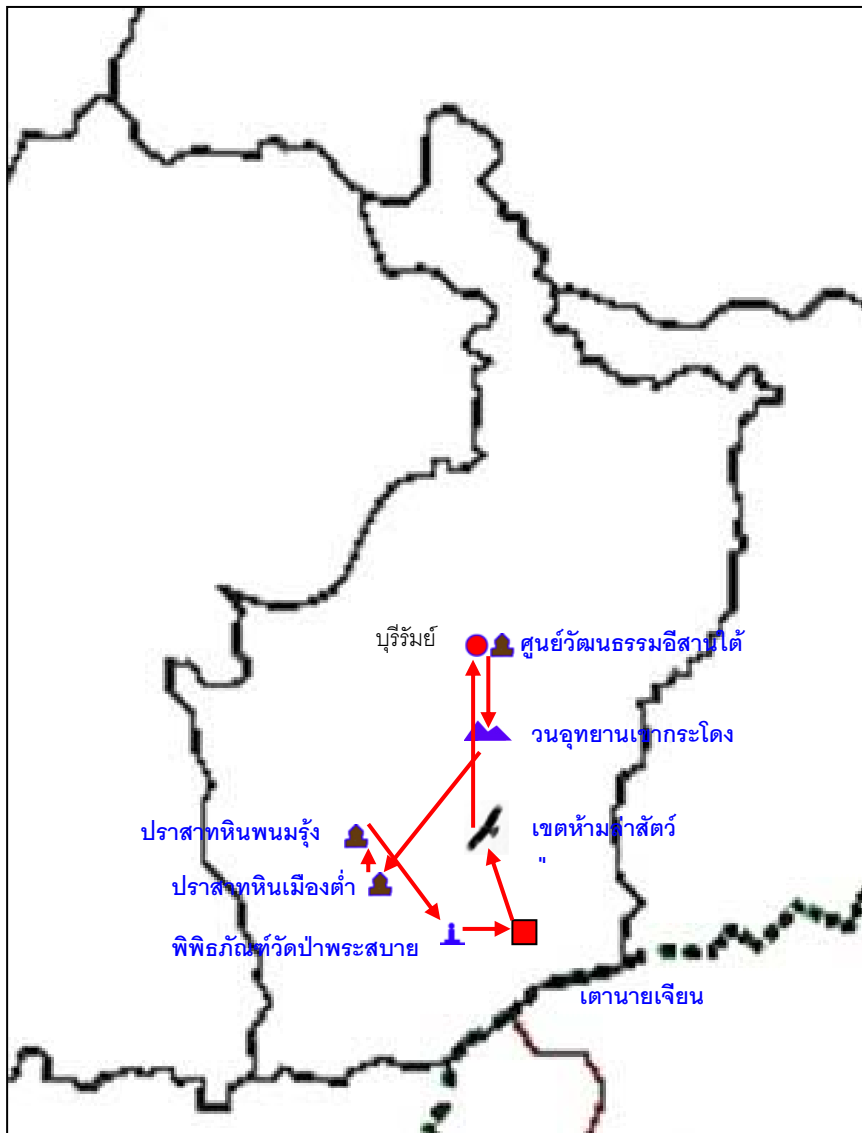 บุรีรัมย์
ศูนย์วัฒนธรรมอีสานใต้
วนอุทยานเขากระโดง
ปราสาทหินพนมรุ้ง
เขตห้ามล่าสัตว์
"
ปราสาทหินเมืองต่ำ
พิพิธภัณฑ์วัดป่าพระสบาย
เตานายเจียน